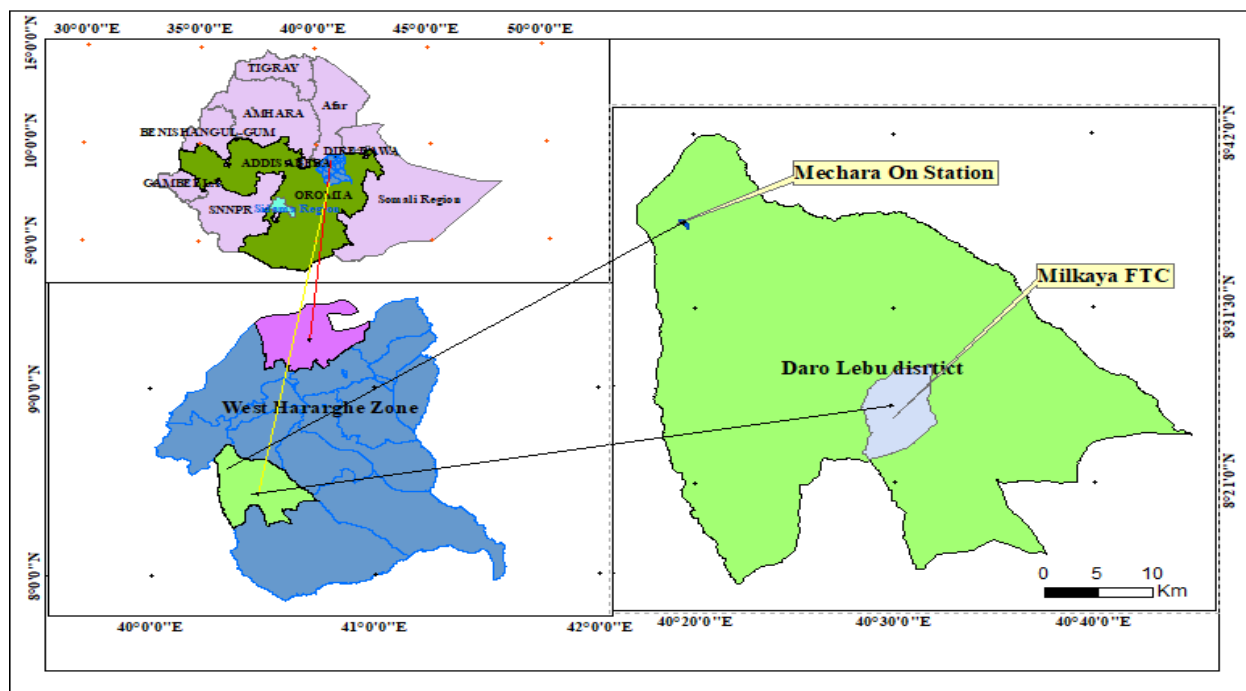 30°0'0"E 35°0'0"E 40°0'0"E 45°0'0"E 50°0'0"E
15°0'0"N
10°0'0"N
5°0'0"N
TIGRAY
Afar
AMHARA
BENISHANGUL-GUM
DIRE DAWA
ADDIS ABEBA
GAMBELLA
OROMIA
SNNPR
Sidama Region
Somali Region
9°0'0"N
8°0'0"N
West Hararghe Zone
40°0'0"E 41°0'0"E 42°0'0"E
Mechara On Station
Milkaya FTC
Daro Lebu disrtict
8°42'0"N
8°31'30"N
8°21'0"N
0 5 10
Km
40°20'0"E 40°30'0"E 40°40'0"E